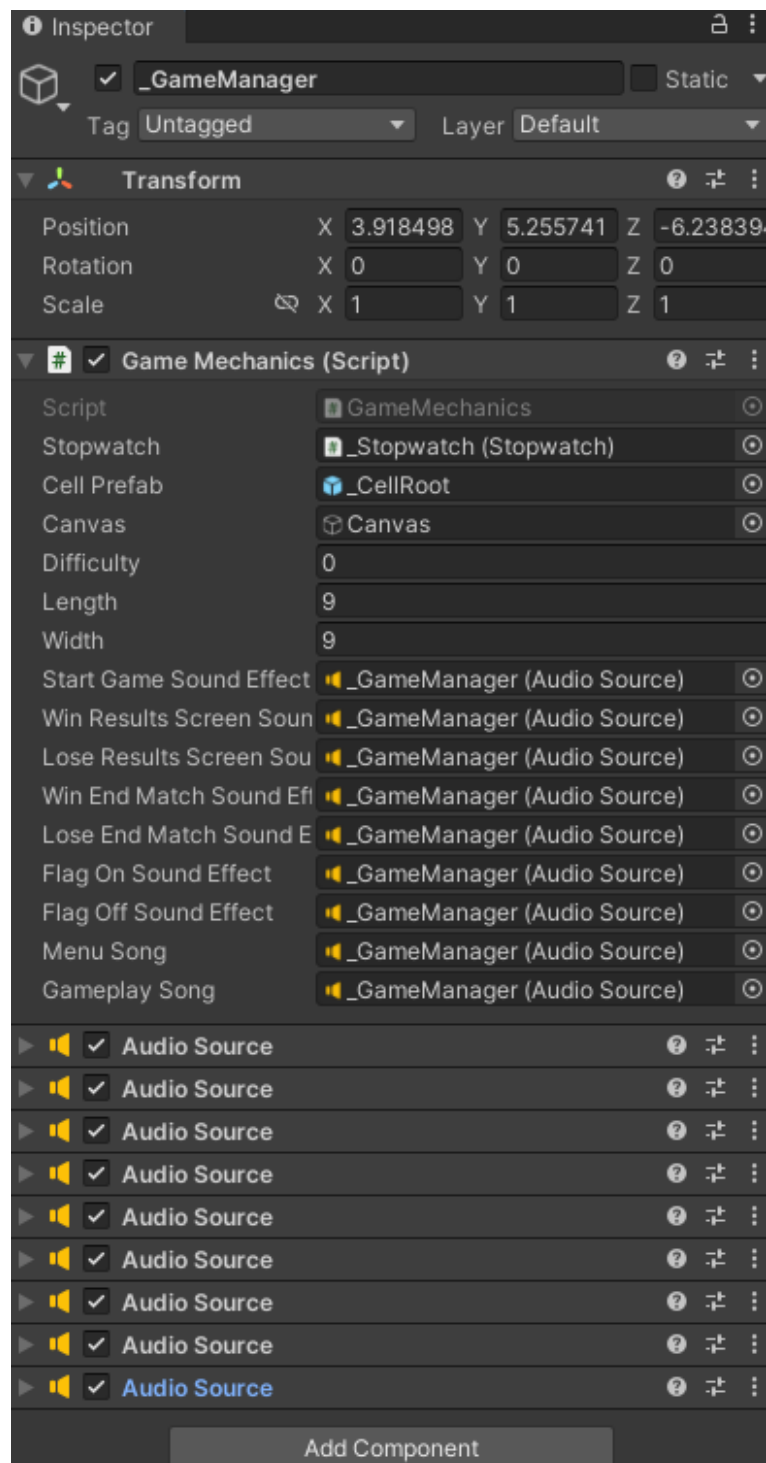 Inspector
_GameManager Static
Tag Untagged Layer Default
Transform
Position X 3.918498 Y 5.255741 Z -6.238394
Rotation X 0 Y 0 Z 0
Scale X 1 Y 1 Z 1
# Game Mechanics (Script)
Script # GameMechanics
Stopwatch # _Stopwatch (Stopwatch)
Cell Prefab _CellRoot
Canvas Canvas
Difficulty 0
Length 9
Width 9
Start Game Sound Effect _GameManager (Audio Source)
Win Results Screen Soun _GameManager (Audio Source)
Lose Results Screen Sou _GameManager (Audio Source)
Win End Match Sound Eff _GameManager (Audio Source)
Lose End Match Sound E _GameManager (Audio Source)
Flag On Sound Effect _GameManager (Audio Source)
Flag Off Sound Effect _GameManager (Audio Source)
Menu Song _GameManager (Audio Source)
Gameplay Song _GameManager (Audio Source)
Audio Source
Audio Source
Audio Source
Audio Source
Audio Source
Audio Source
Audio Source
Audio Source
Audio Source
Add Component